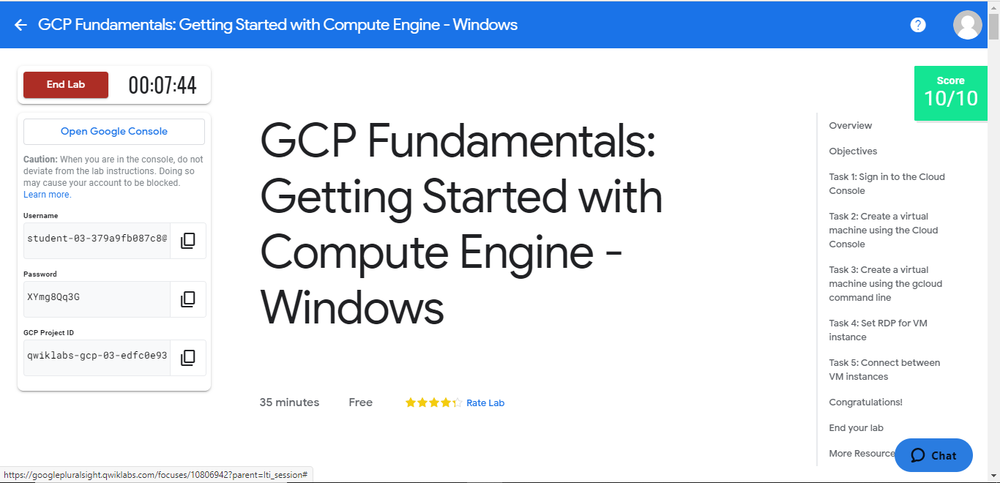 GCP Fundamentals: Getting Started with Compute Engine - Windows
?
End Lab
00:07:44
Score
10/10
Open Google Console
Caution: When you are in the console, do not
deviate from the lab instructions. Doing so
may cause your account to be blocked.
Learn more.
Username
student-03-379a9fb087c8@
Password
XYmg8Qq3G
GCP Project ID
qwiklabs-gcp-03-edfc0e93
GCP Fundamentals:
Getting Started with
Compute Engine -
Windows
35 minutes
Free
Rate Lab
Overview
Objectives
Task 1: Sign in to the Cloud
Console
Task 2: Create a virtual
machine using the Cloud
Console
Task 3: Create a virtual
machine using the gcloud
command line
Task 4: Set RDP for VM
instance
Task 5: Connect between
VM instances
Congratulations!
End your lab
More Resource
Chat
https://googlepluralsight.qwiklabs.com/focuses/10806942?parent=lti_session#